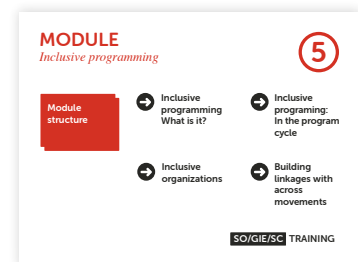 MODULE
Inclusive programming
5
Module
structure
Inclusive
programming
What is it?
Inclusive
programing:
In the program
cycle
Inclusive
organizations
Building
linkages with
across
movements
SO/GIE/SC TRAINING